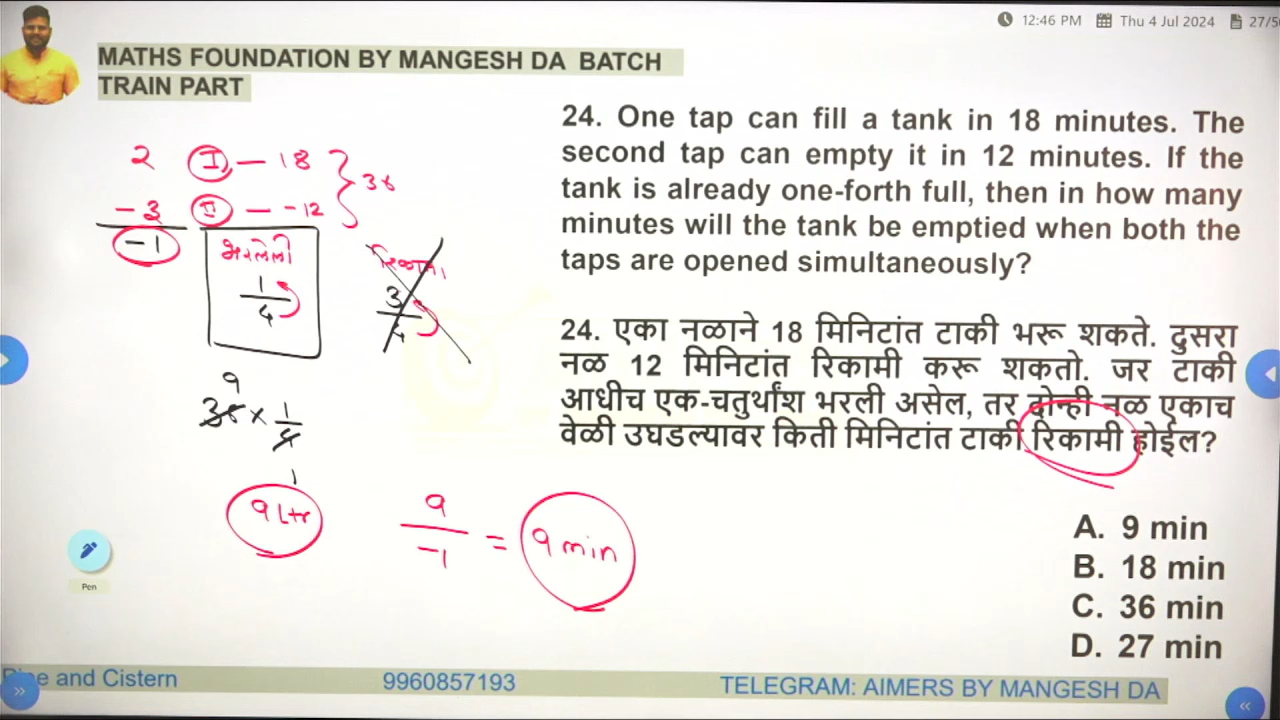 12:46 PM Thu 4 Jul 2024 27/5
MATHS FOUNDATION BY MANGESH DA BATCH
TRAIN PART
24. One tap can fill a tank in 18 minutes. The
second tap can empty it in 12 minutes. If the
tank is already one-forth full, then in how many
minutes will the tank be emptied when both the
taps are opened simultaneously?
24. एका नळाने 18 मिनिटांत टाकी भरू शकते. दुसरा
नळ 12 मिनिटांत रिकामी करू शकतो. जर टाकी
आधीच एक-चतुर्थांश भरली असेल, तर दोन्ही नळ एकाच
वेळी उघडल्यावर किती मिनिटांत टाकी रिकामी होईल?
A. 9 min
B. 18 min
C. 36 min
D. 27 min
2 I — 18
36
-3 II — -12
-1
भरलेली
1
4
3
4
9
36 × 1
4
1
9 Ltr
9
-1 = 9 min
Pen
and Cistern
9960857193
TELEGRAM: AIMERS BY MANGESH DA